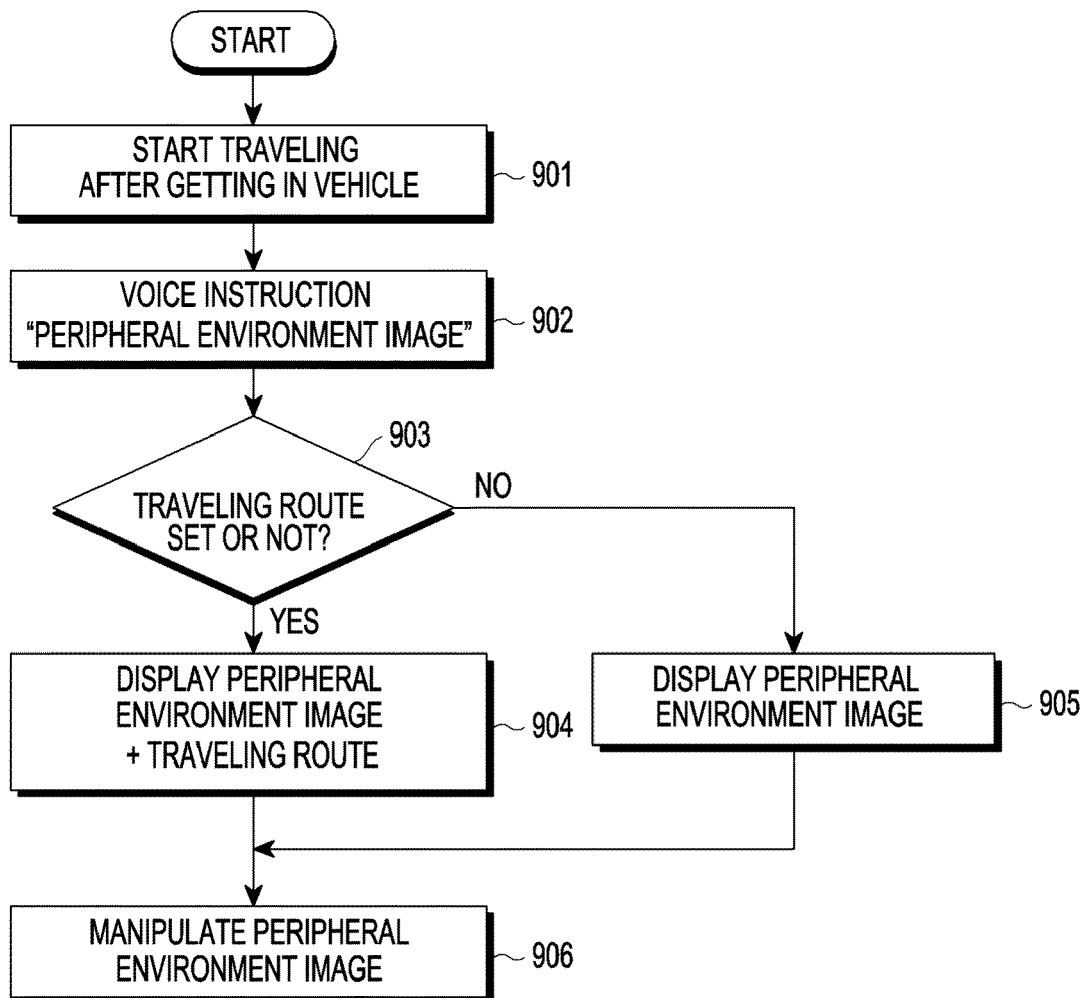 START
START TRAVELING
AFTER GETTING IN VEHICLE
901
VOICE INSTRUCTION
“PERIPHERAL ENVIRONMENT IMAGE”
902
903
TRAVELING ROUTE
SET OR NOT?
NO
YES
DISPLAY PERIPHERAL
ENVIRONMENT IMAGE
+ TRAVELING ROUTE
904
DISPLAY PERIPHERAL
ENVIRONMENT IMAGE
905
MANIPULATE PERIPHERAL
ENVIRONMENT IMAGE
906